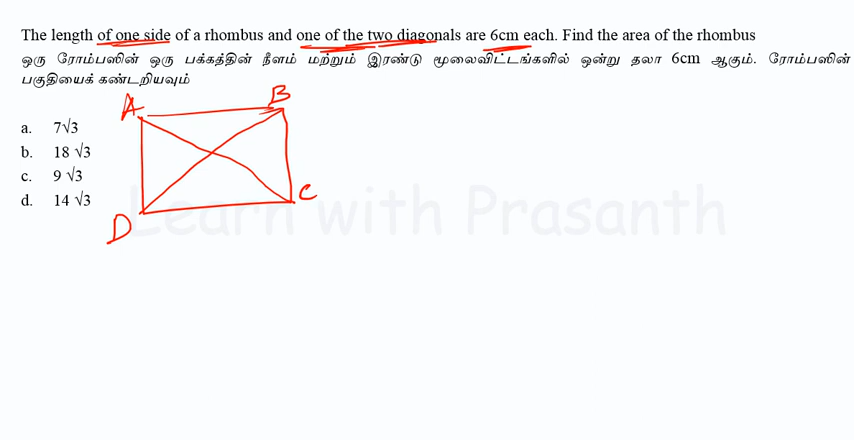 The length of one side of a rhombus and one of the two diagonals are 6cm each. Find the area of the rhombus
ஒரு ரோம்பஸின் ஒரு பக்கத்தின் நீளம் மற்றும் இரண்டு மூலைவிட்டங்களில் ஒன்று தலா 6cm ஆகும். ரோம்பஸின்
பகுதியைக் கண்டறியவும்
A B
a. 7√3
b. 18 √3
c. 9 √3
d. 14 √3
D C
Learn with Prasanth